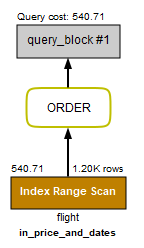 Query cost: 540.71
query_block #1
ORDER
540.71 1.20K rows
Index Range Scan
flight
in_price_and_dates